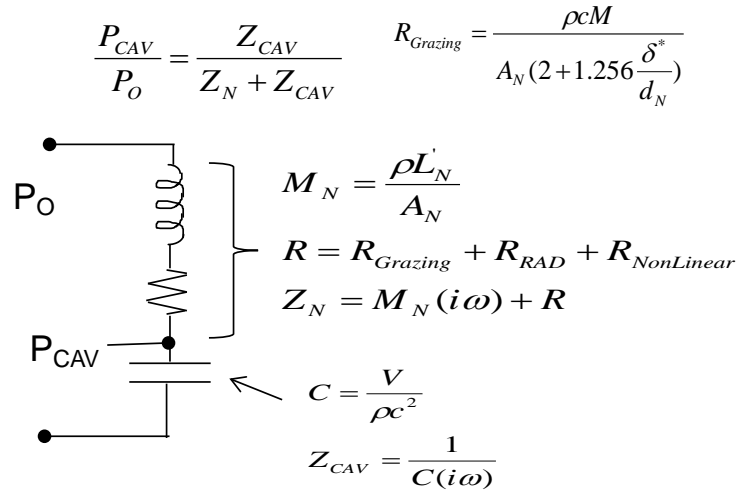 P_CAV / P_O = Z_CAV / (Z_N + Z_CAV)
R_Grazing = ρcM / (A_N(2+1.256 δ*/d_N))
P_O
M_N = ρL'_N / A_N
R = R_Grazing + R_RAD + R_NonLinear
Z_N = M_N(iω) + R
P_CAV
C = V / ρc²
Z_CAV = 1 / C(iω)